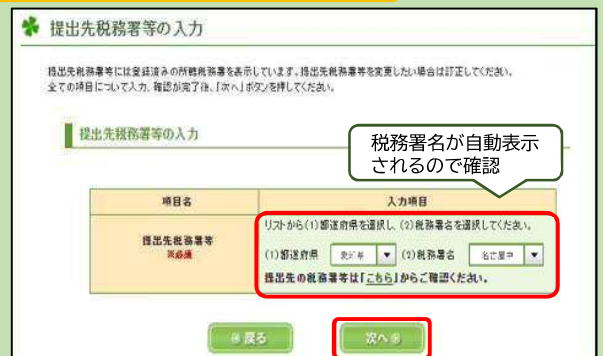 提出先税務署等の入力
提出先税務署等には登録済みの所轄税務署を表示しています。提出先税務署等を変更したい場合は訂正してください。
全ての項目について入力、確認が完了後、「次へ」ボタンを押してください。
提出先税務署等の入力
税務署名が自動表示
されるので確認
項目名
入力項目
提出先税務署等
※必須
リストから(1)都道府県を選択し、(2)税務署名を選択してください。
(1)都道府県 愛知県 ▼ (2)税務署名 名古屋中 ▼
提出先の税務署等は「こちら」からご確認ください。
戻る
次へ